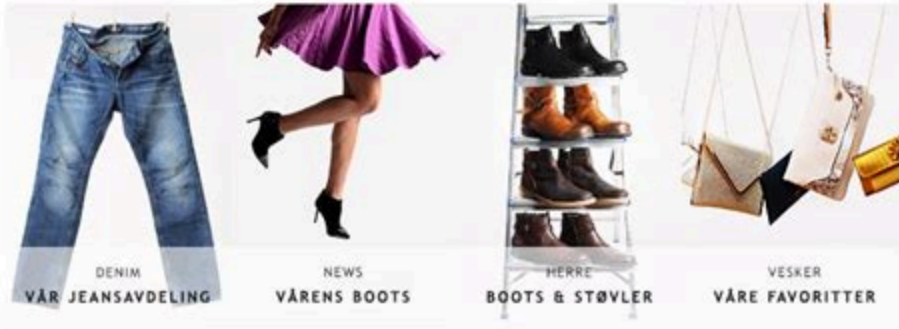 DENIM
VÅR JEANSAVDELING
NEWS
VÅRENS BOOTS
HERRE
BOOTS & STØVLER
VESKER
VÅRE FAVORITTER